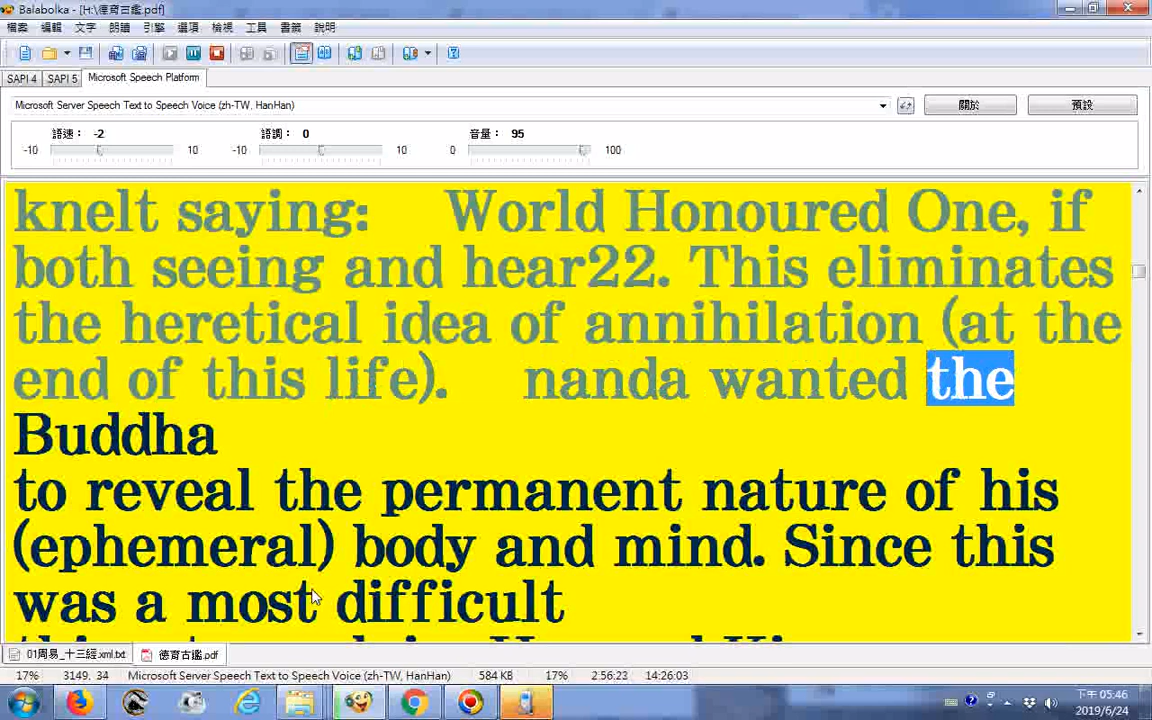 Balabolka - [H:\德育古鑑.pdf]
檔案 編輯 文字 朗讀 引擎 選項 檢視 工具 書籤 說明
SAPI 4 SAPI 5 Microsoft Speech Platform
Microsoft Server Speech Text to Speech Voice (zh-TW, HanHan) 關於 預設
語速： -2 語調： 0 音量： 95
-10 10 -10 10 0 100
knelt saying: World Honoured One, if
both seeing and hear22. This eliminates
the heretical idea of annihilation (at the
end of this life). nanda wanted the
Buddha
to reveal the permanent nature of his
(ephemeral) body and mind. Since this
was a most difficult
01周易_十三經.xml.txt 德育古鑑.pdf
17% 3149, 34 Microsoft Server Speech Text to Speech Voice (zh-TW, HanHan) 584 KB 17% 2:56:23 14:26:03
下午 05:46
2019/6/24